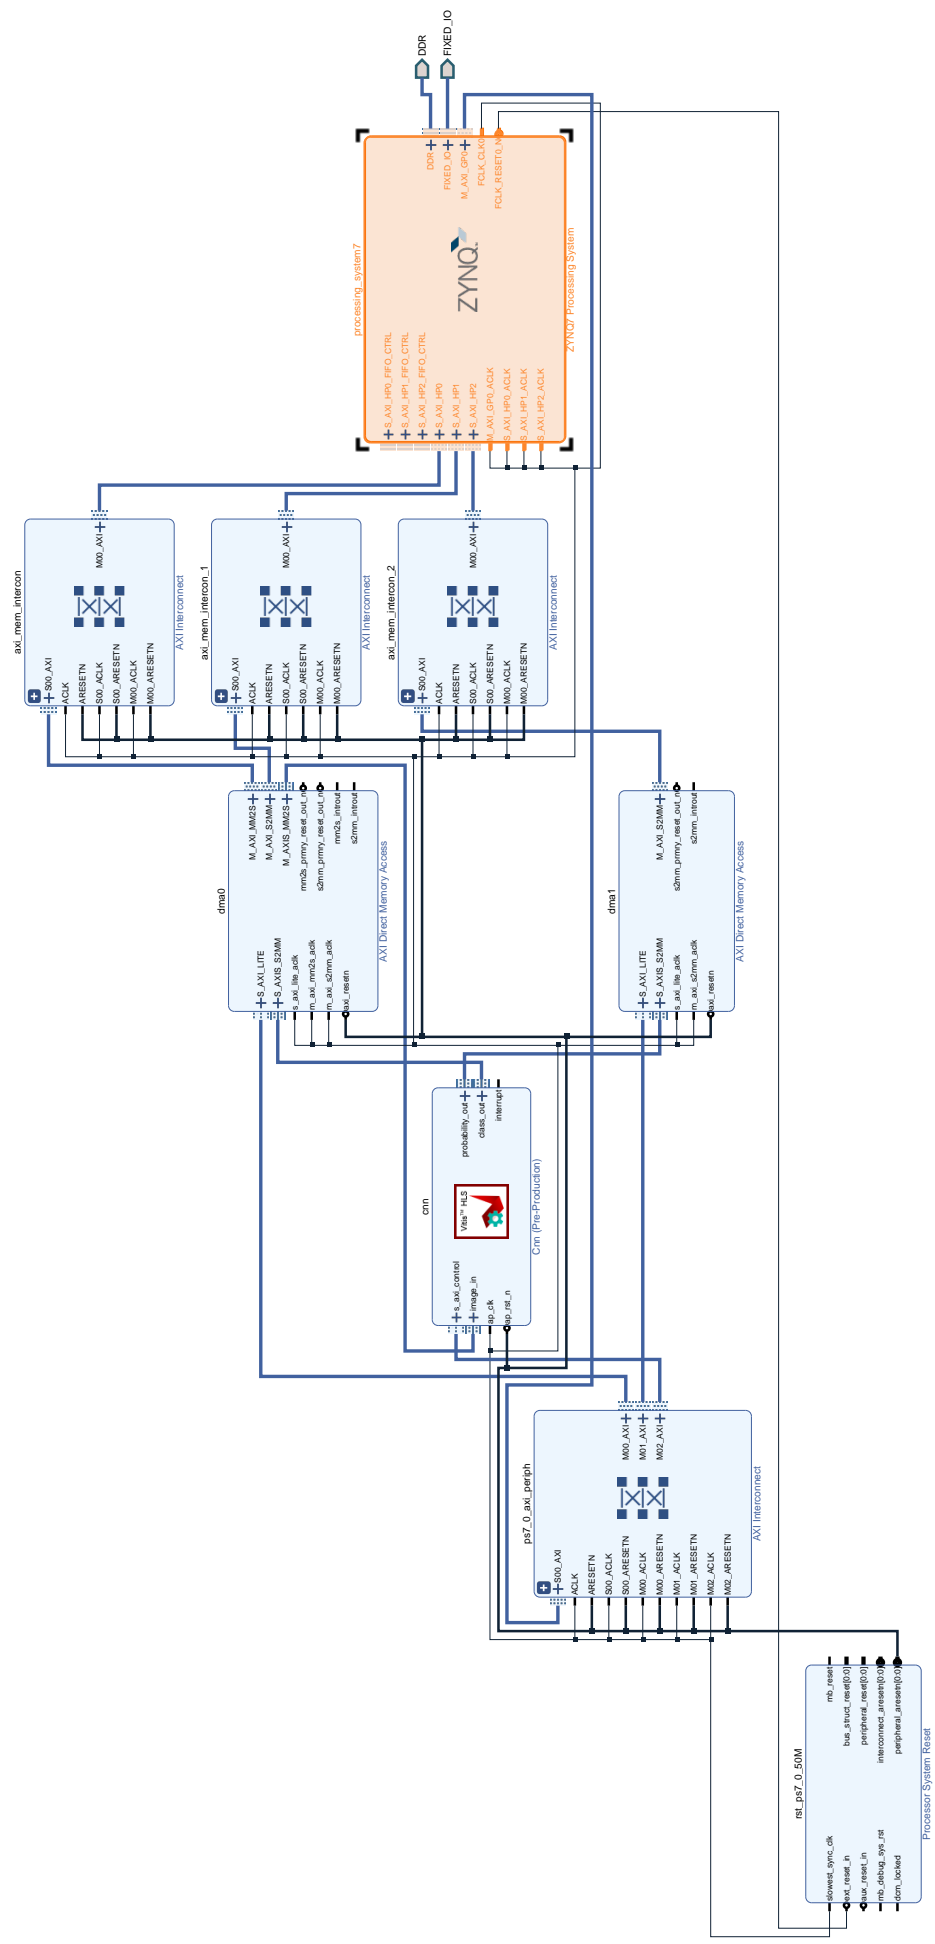 DDR
FIXED_IO
processing_system7
DDR
FIXED_IO
M_AXI_GP0
FCLK_CLK0
FCLK_RESET0_N
ZYNQ
S_AXI_HP0_FIFO_CTRL
S_AXI_HP1_FIFO_CTRL
S_AXI_HP2_FIFO_CTRL
S_AXI_HP0
S_AXI_HP1
S_AXI_HP2
M_AXI_GP0_ACLK
S_AXI_HP0_ACLK
S_AXI_HP1_ACLK
S_AXI_HP2_ACLK
ZYNQ7 Processing System
axi_mem_intercon
M00_AXI
S00_AXI
ACLK
ARESETN
S00_ACLK
S00_ARESETN
M00_ACLK
M00_ARESETN
AXI Interconnect
axi_mem_intercon_1
M00_AXI
S00_AXI
ACLK
ARESETN
S00_ACLK
S00_ARESETN
M00_ACLK
M00_ARESETN
AXI Interconnect
axi_mem_intercon_2
M00_AXI
S00_AXI
ACLK
ARESETN
S00_ACLK
S00_ARESETN
M00_ACLK
M00_ARESETN
AXI Interconnect
dma0
M_AXI_MM2S
M_AXI_S2MM
M_AXIS_MM2S
mm2s_prmry_reset_out_n
s2mm_prmry_reset_out_n
mm2s_introut
s2mm_introut
S_AXI_LITE
S_AXIS_S2MM
s_axi_lite_aclk
m_axi_mm2s_aclk
m_axi_s2mm_aclk
axi_resetn
AXI Direct Memory Access
dma1
M_AXI_S2MM
s2mm_prmry_reset_out_n
s2mm_introut
S_AXI_LITE
S_AXIS_S2MM
s_axi_lite_aclk
m_axi_s2mm_aclk
axi_resetn
AXI Direct Memory Access
cnn
probability_out
class_out
interrupt
Vitis™ HLS
s_axi_control
image_in
ap_clk
ap_rst_n
Cnn (Pre-Production)
ps7_0_axi_periph
M00_AXI
M01_AXI
M02_AXI
S00_AXI
ACLK
ARESETN
S00_ACLK
S00_ARESETN
M00_ACLK
M00_ARESETN
M01_ACLK
M01_ARESETN
M02_ACLK
M02_ARESETN
AXI Interconnect
rst_ps7_0_50M
mb_reset
bus_struct_reset[0:0]
peripheral_reset[0:0]
interconnect_aresetn[0:0]
peripheral_aresetn[0:0]
slowest_sync_clk
ext_reset_in
aux_reset_in
mb_debug_sys_rst
dcm_locked
Processor System Reset